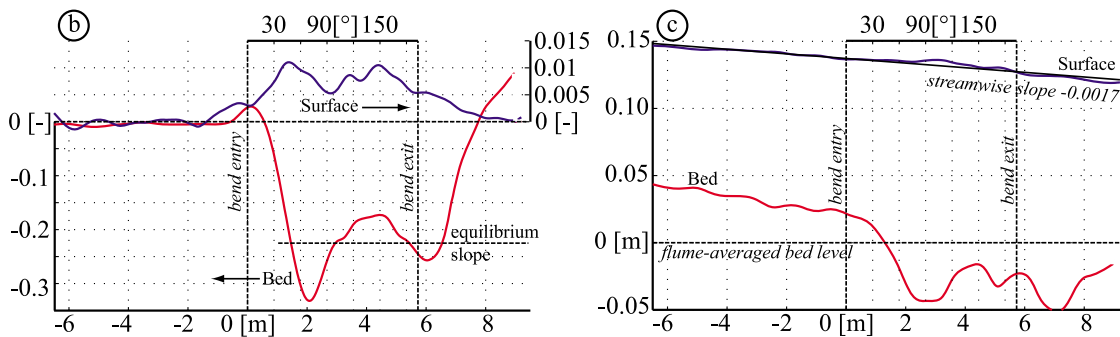 b
30 90[°]150
0.015
0.01
0.005
0 [-]
Surface
0 [-]
-0.1
-0.2
-0.3
bend entry
bend exit
equilibrium
slope
Bed
-6 -4 -2 0 [m] 2 4 6 8
c
30 90[°]150
0.15
0.10
0.05
0 [m]
-0.05
Surface
streamwise slope -0.0017
Bed
bend entry
bend exit
flume-averaged bed level
-6 -4 -2 0 [m] 2 4 6 8